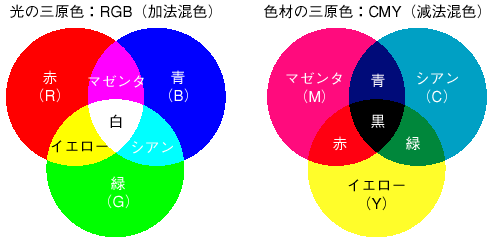 光の三原色：RGB（加法混色）
赤
（R）
マゼンタ
青
（B）
白
イエロー
シアン
緑
（G）
色材の三原色：CMY（減法混色）
マゼンタ
（M）
青
シアン
（C）
黒
赤
緑
イエロー
（Y）